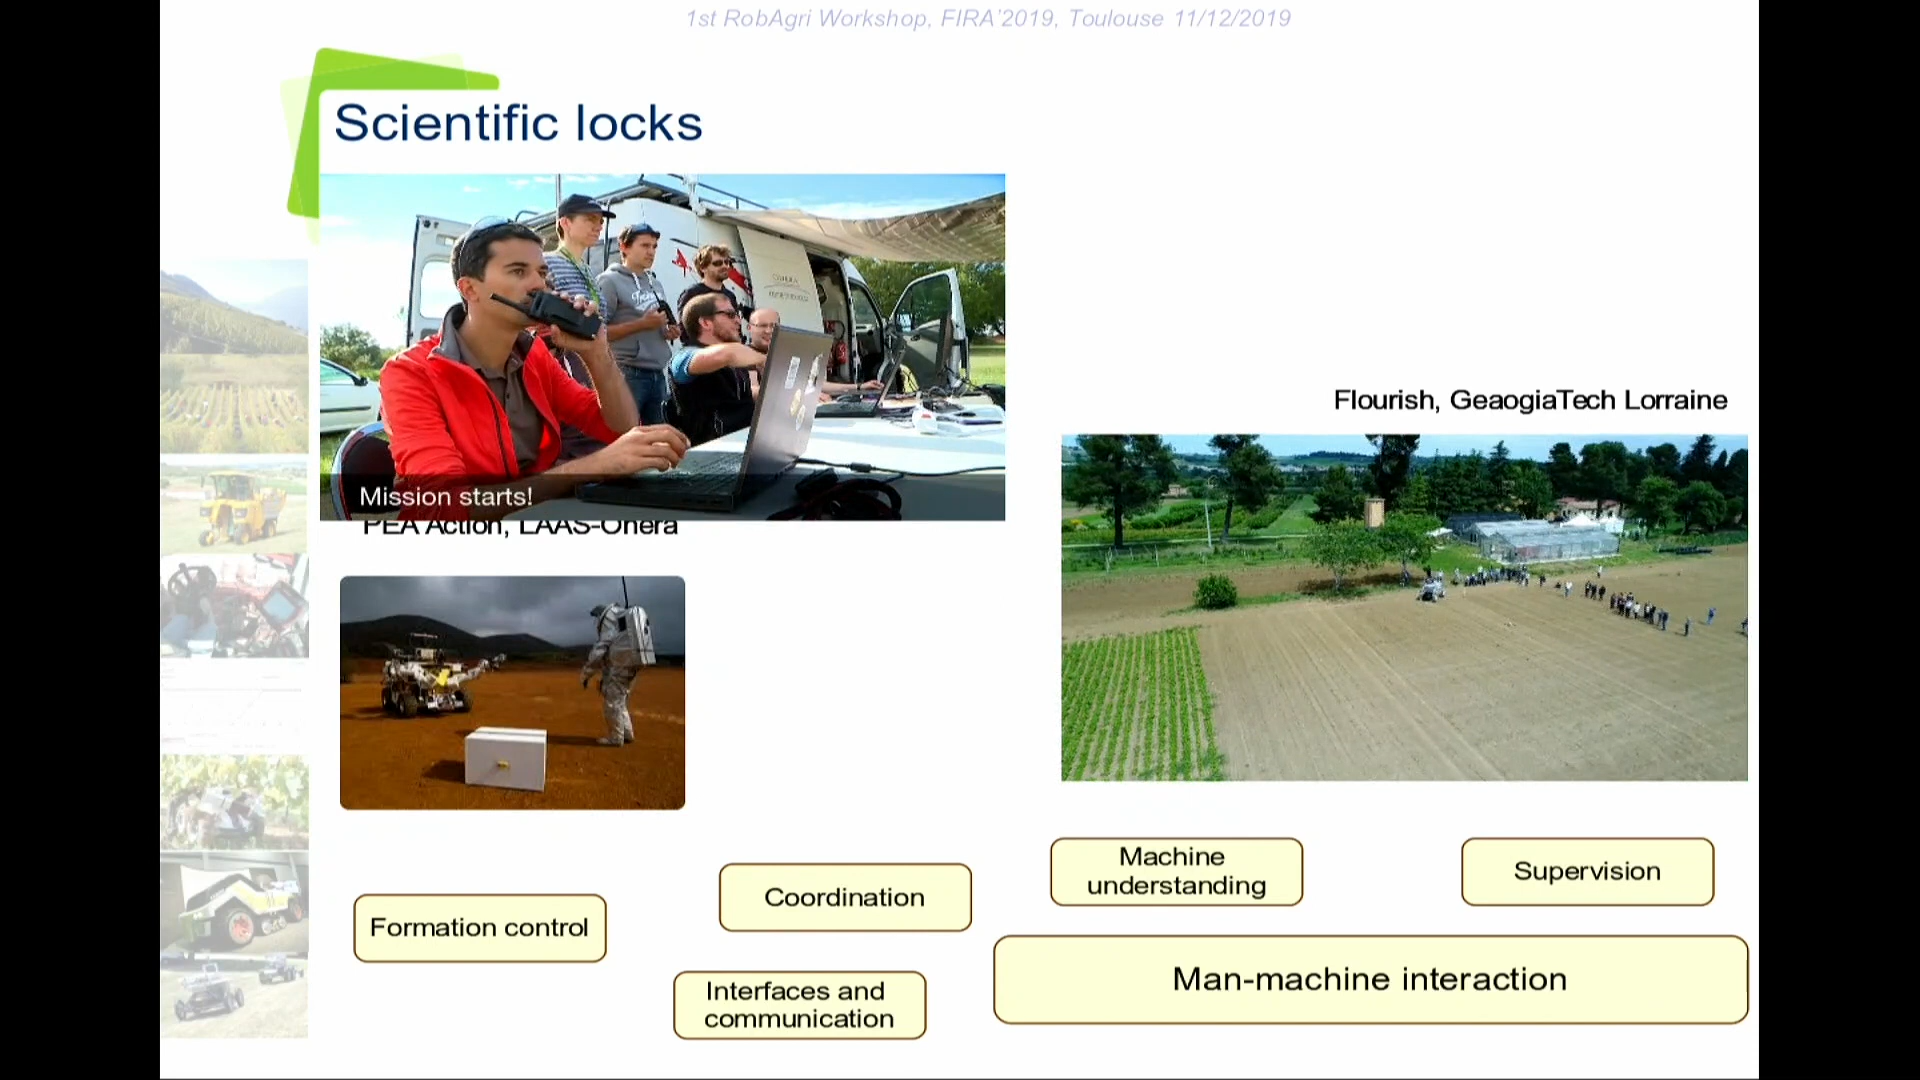 1st RobAgri Workshop, FIRA'2019, Toulouse 11/12/2019
Scientific locks
Mission starts!
PEA Action, LAAS-Onera
Flourish, GeaogiaTech Lorraine
Machine
understanding
Supervision
Coordination
Formation control
Man-machine interaction
Interfaces and
communication